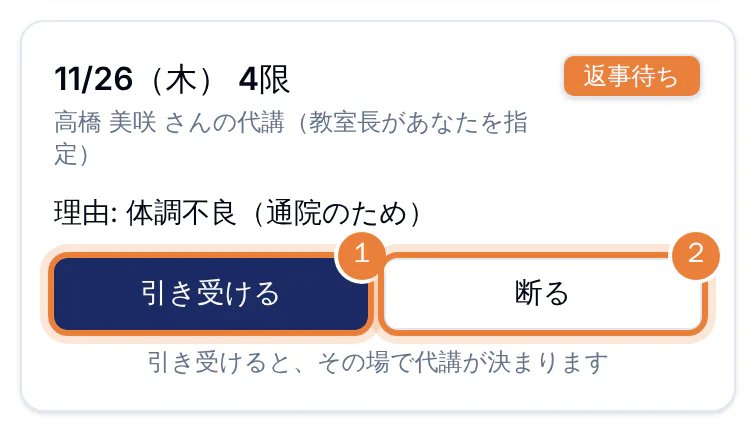 11/26（木） 4限
返事待ち
高橋 美咲 さんの代講（教室長があなたを指
定）
理由: 体調不良（通院のため）
1
2
引き受ける
断る
引き受けると、その場で代講が決まります